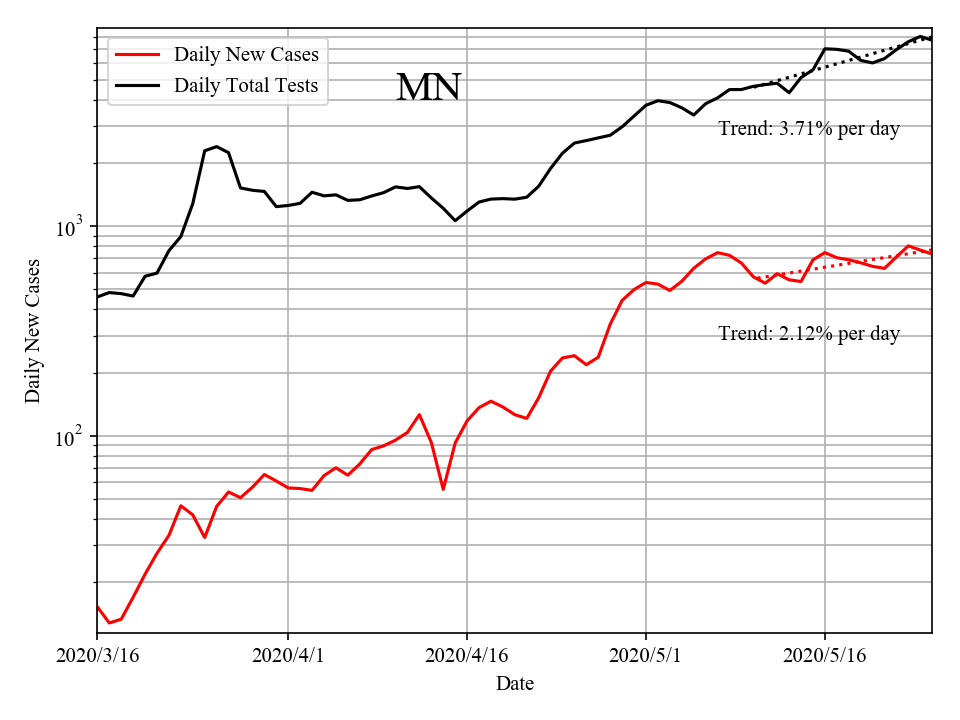 Daily New Cases
Daily Total Tests
MN
Trend: 3.71% per day
Trend: 2.12% per day
10³
10²
Daily New Cases
2020/3/16 2020/4/1 2020/4/16 2020/5/1 2020/5/16
Date